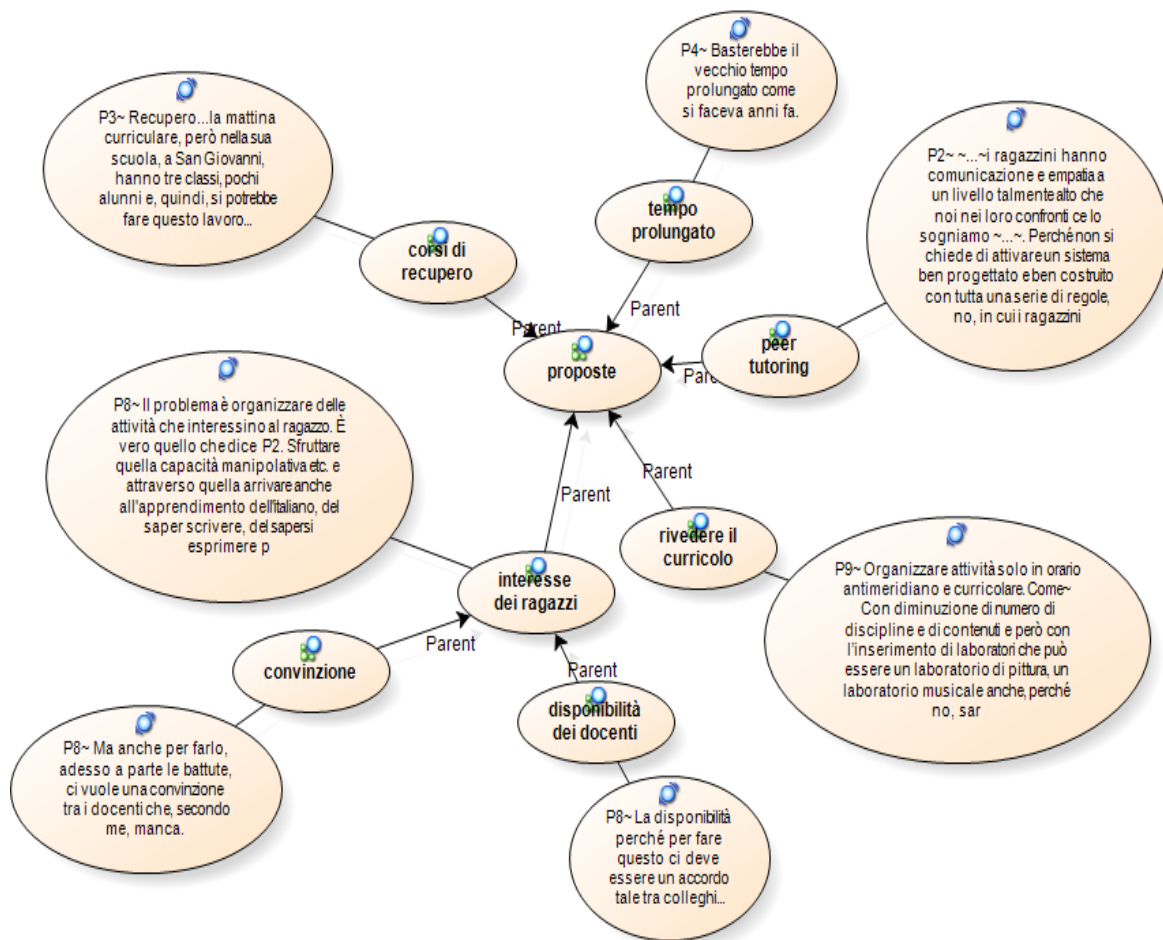 P4~ Basterebbe il
vecchio tempo
prolungato come
si faceva anni fa.
P3~ Recupero...la mattina
curriculare, però nella sua
scuola, a San Giovanni,
hanno tre classi, pochi
alunni e, quindi, si potrebbe
fare questo lavoro...
P2~ ~...~i ragazzini hanno
comunicazione e empatia a
un livello talmente alto che
noi nei loro confronti ce lo
sogniamo ~...~. Perché non si
chiede di attivare un sistema
ben progettato e ben costruito
con tutta una serie di regole,
no, in cui i ragazzini
tempo
prolungato
corsi di
recupero
Parent
Parent
peer
tutoring
Parent
proposte
P8~ Il problema è organizzare delle
attività che interessino al ragazzo. È
vero quello che dice P2. Sfruttare
quella capacità manipolativa etc. e
attraverso quella arrivare anche
all'apprendimento dell'italiano, del
saper scrivere, del sapersi
esprimere p
Parent
Parent
rivedere il
curricolo
interesse
dei ragazzi
P9~ Organizzare attività solo in orario
antimeridiano e curricolare. Come~
Con diminuzione di numero di
discipline e di contenuti e però con
l'inserimento di laboratori che può
essere un laboratorio di pittura, un
laboratorio musicale anche, perché
no, sar
Parent
convinzione
Parent
disponibilità
dei docenti
P8~ Ma anche per farlo,
adesso a parte le battute,
ci vuole una convinzione
tra i docenti che, secondo
me, manca.
P8~ La disponibilità
perché per fare
questo ci deve
essere un accordo
tale tra colleghi...